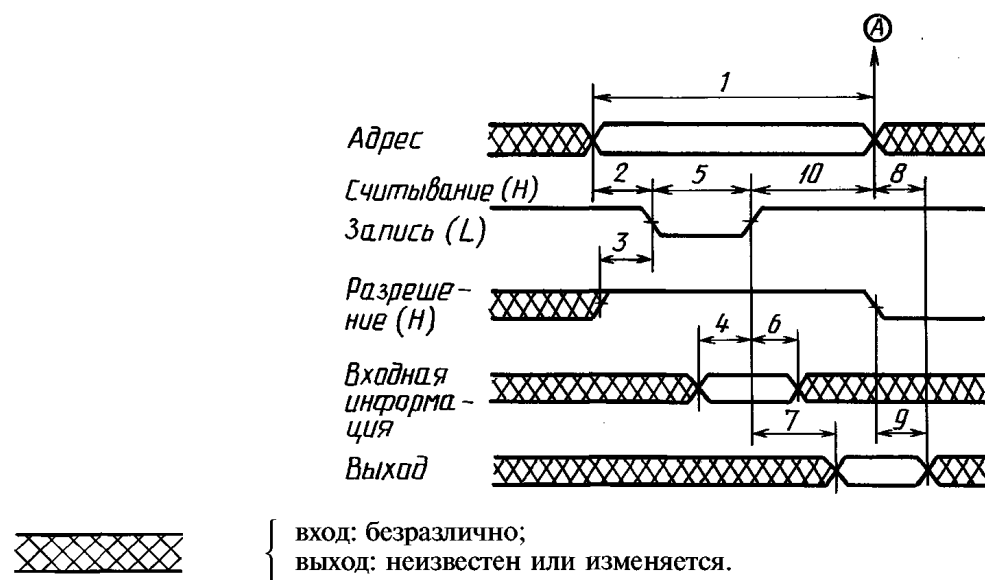 A
1
Адрес
2 5 10 8
Считывание (H)
Запись (L)
3
Разреше-
ние (H)
4 6
Входная
информа-
ция
7 9
Выход
вход: безразлично;
выход: неизвестен или изменяется.